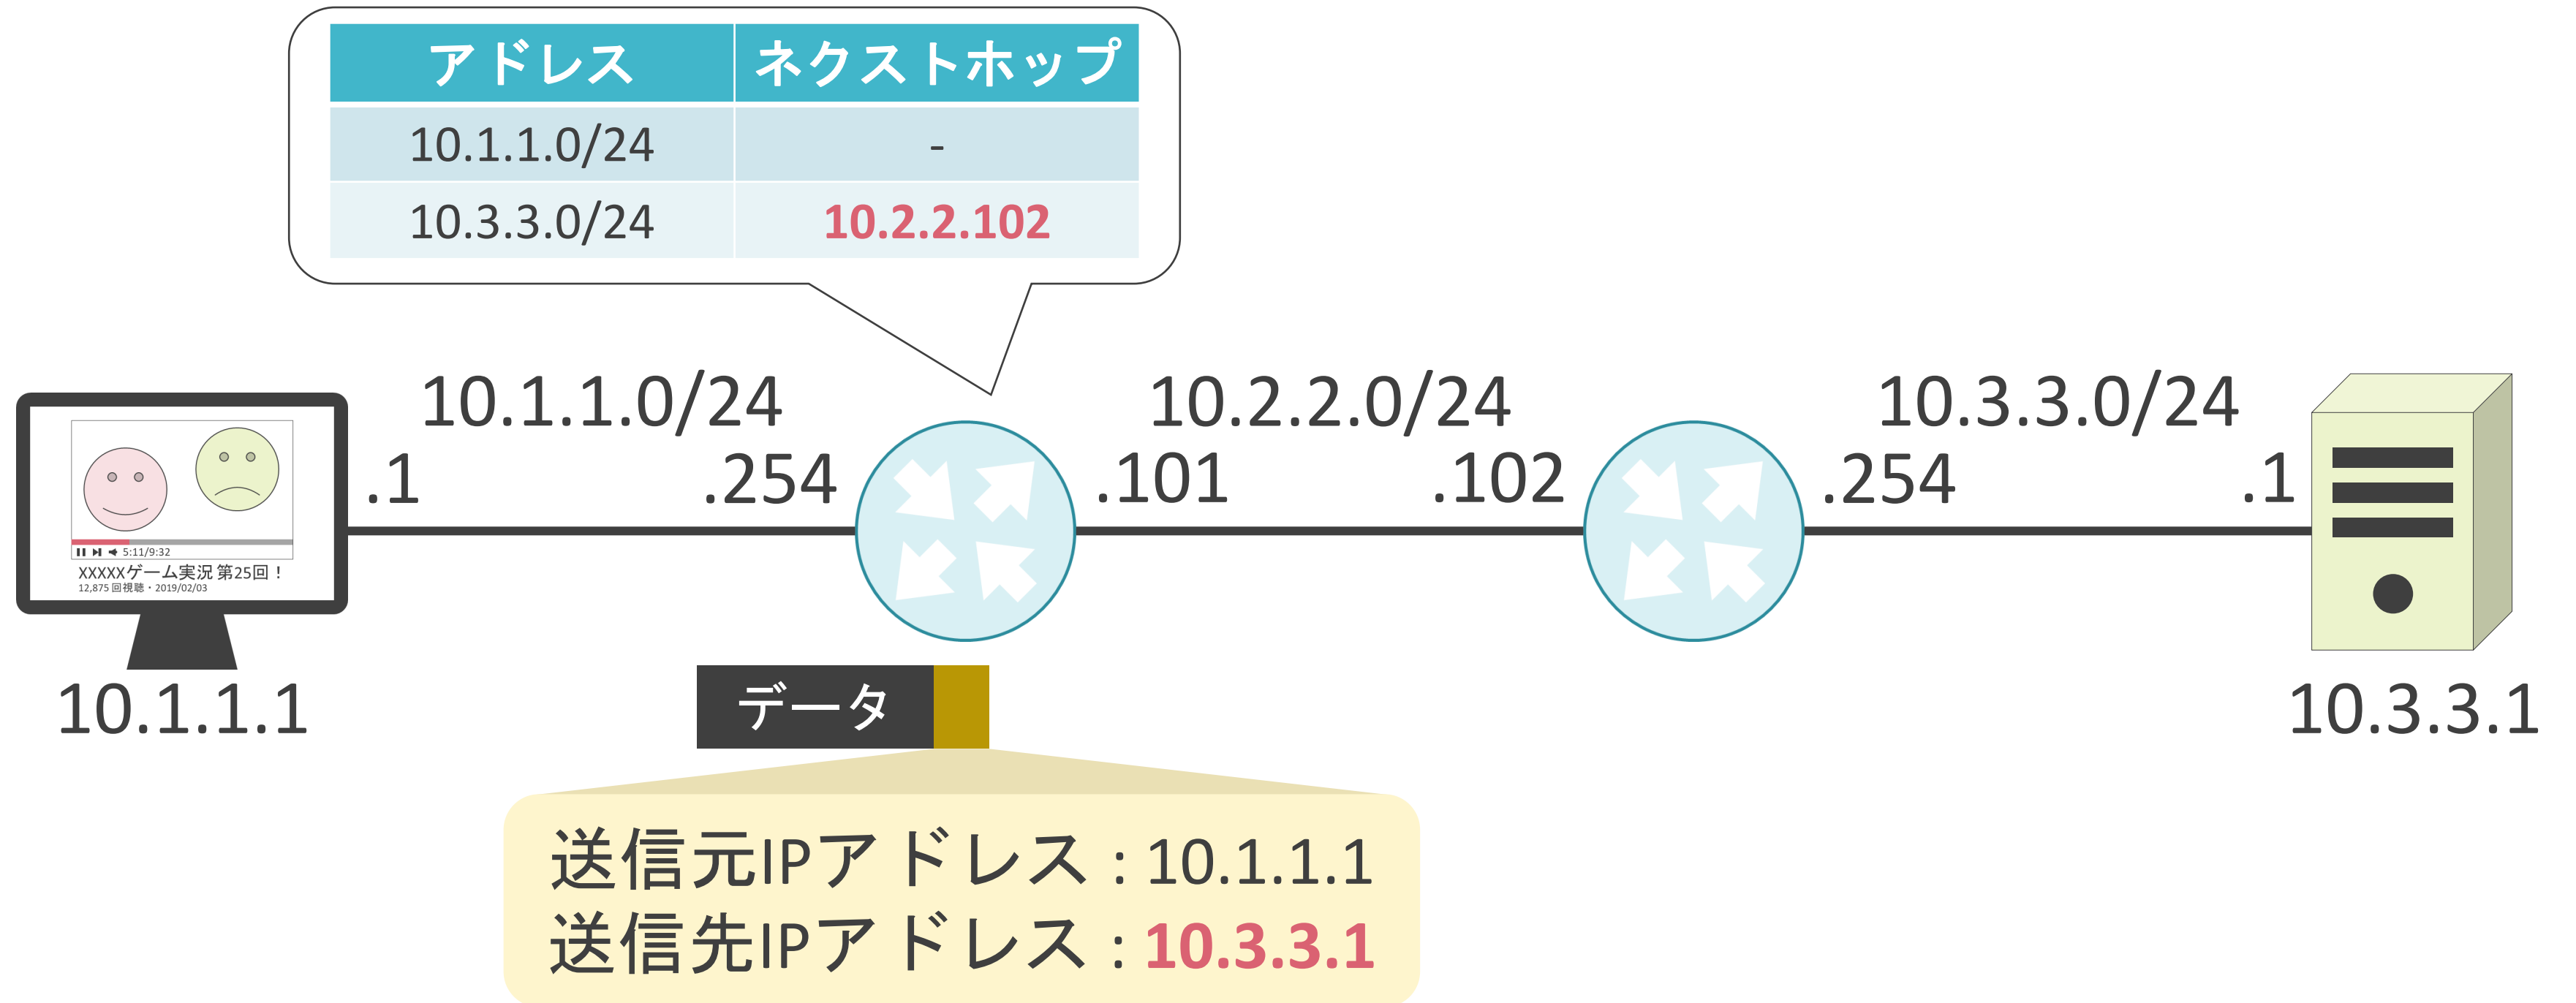 アドレス ネクストホップ
10.1.1.0/24 -
10.3.3.0/24 10.2.2.102
10.1.1.0/24 10.2.2.0/24 10.3.3.0/24
.1 .254 .101 .102 .254 .1
5:11/9:32
XXXXXゲーム実況 第25回！
12,875 回視聴・2019/02/03
10.1.1.1 10.3.3.1
データ
送信元IPアドレス：10.1.1.1
送信先IPアドレス：10.3.3.1